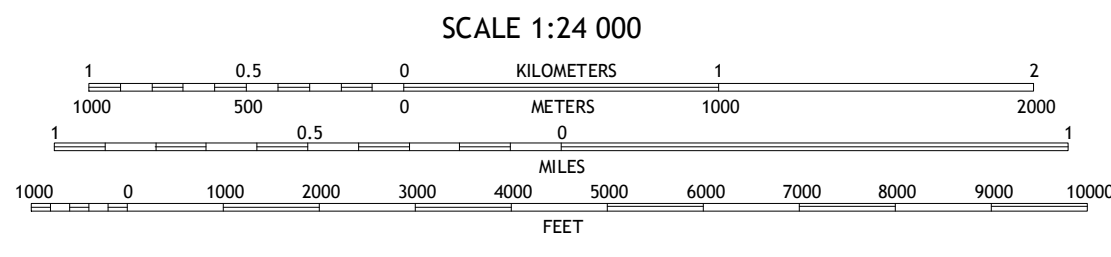 SCALE 1:24 000
1 0.5 0 KILOMETERS 1 2
1000 500 0 METERS 1000 2000
1 0.5 0 1
MILES
1000 0 1000 2000 3000 4000 5000 6000 7000 8000 9000 10000
FEET